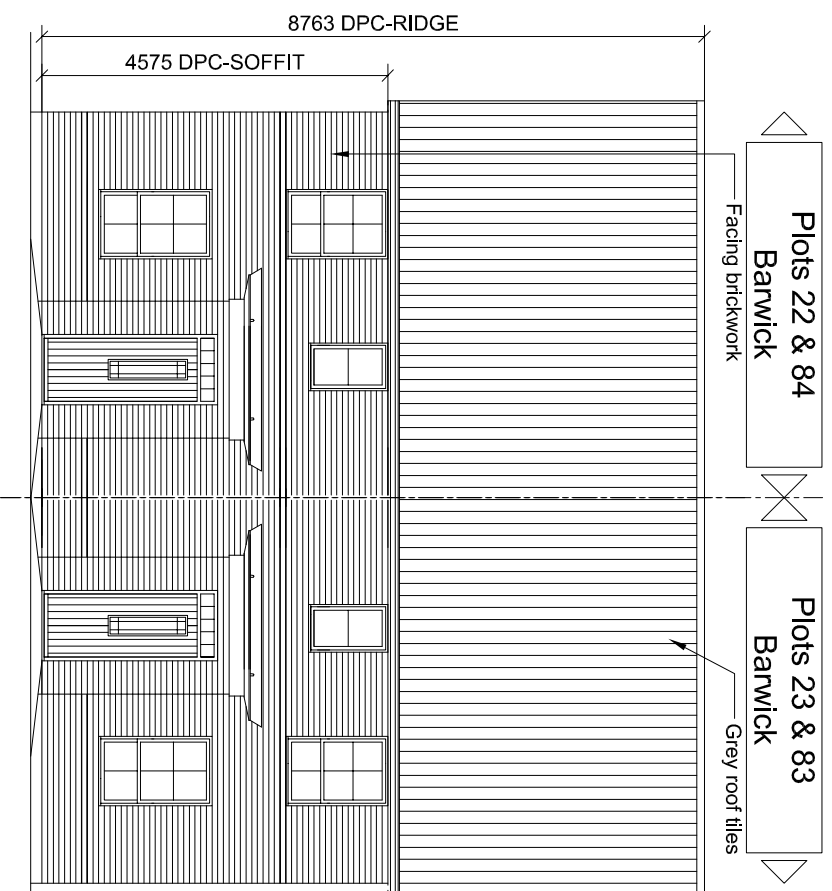 8763 DPC-RIDGE
4575 DPC-SOFFIT
Plots 22 & 84
Barwick
Facing brickwork
Plots 23 & 83
Barwick
Grey roof tiles